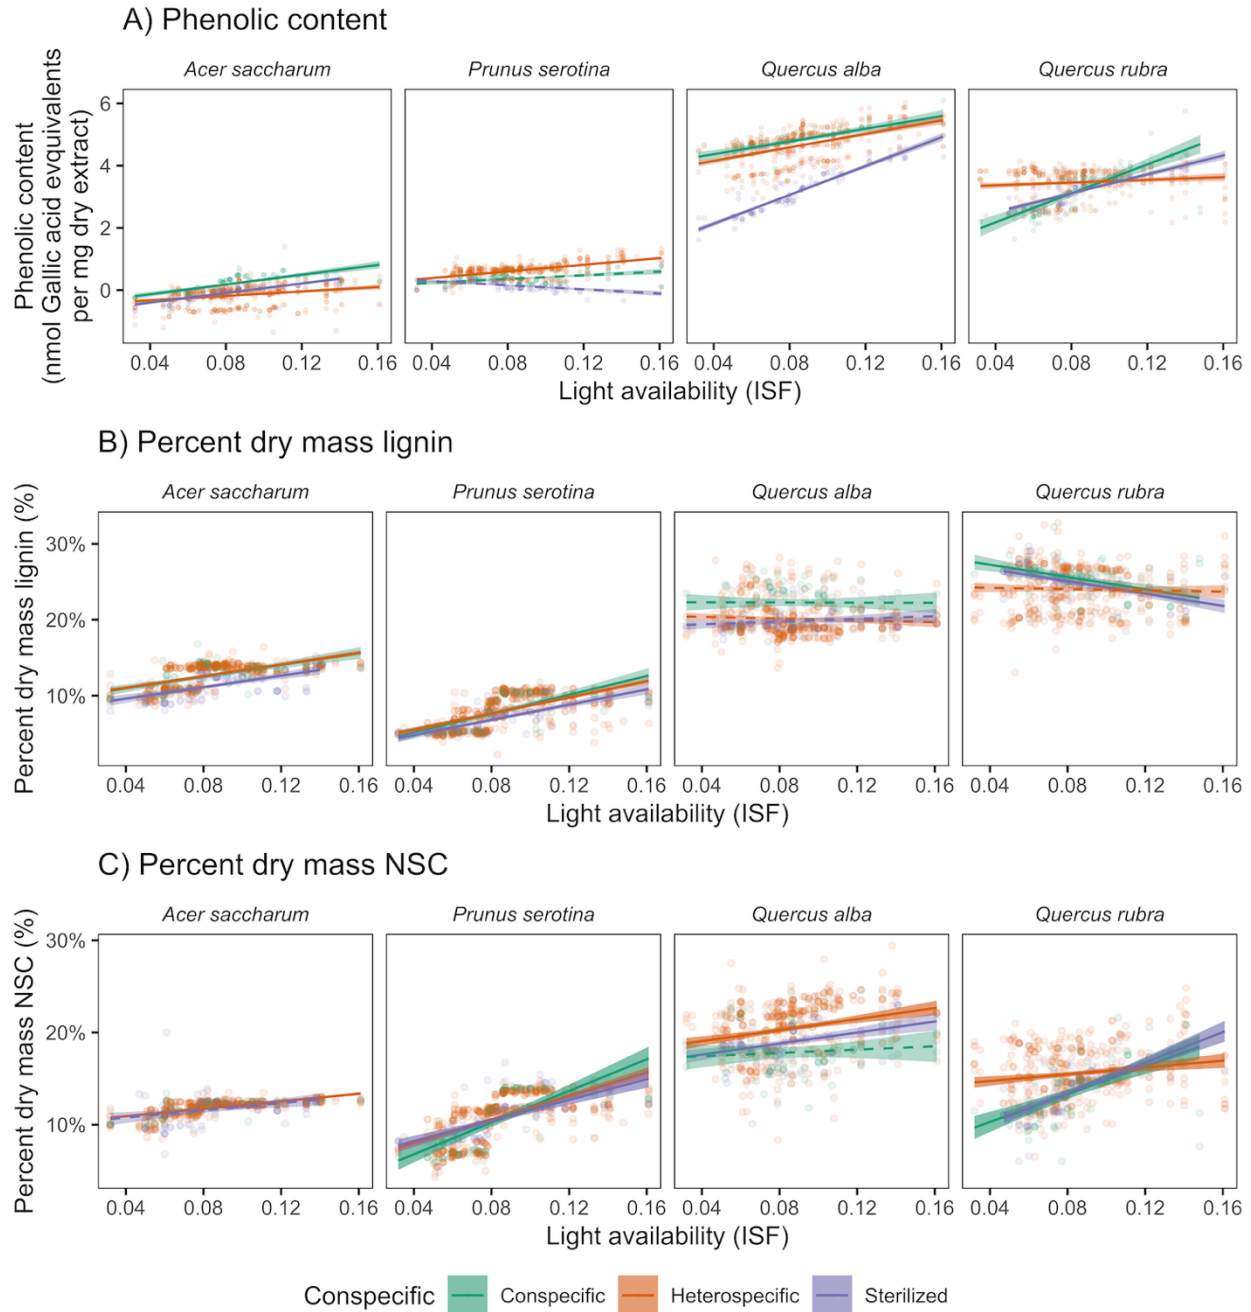 A) Phenolic content
Acer saccharum Prunus serotina Quercus alba Quercus rubra
Phenolic content
(nmol Gallic acid evquivalents
per mg dry extract)
6
4
2
0
0.04 0.08 0.12 0.16 0.04 0.08 0.12 0.16 0.04 0.08 0.12 0.16 0.04 0.08 0.12 0.16
Light availability (ISF)
B) Percent dry mass lignin
Acer saccharum Prunus serotina Quercus alba Quercus rubra
Percent dry mass lignin (%)
30%
20%
10%
0.04 0.08 0.12 0.16 0.04 0.08 0.12 0.16 0.04 0.08 0.12 0.16 0.04 0.08 0.12 0.16
Light availability (ISF)
C) Percent dry mass NSC
Acer saccharum Prunus serotina Quercus alba Quercus rubra
Percent dry mass NSC (%)
30%
20%
10%
0.04 0.08 0.12 0.16 0.04 0.08 0.12 0.16 0.04 0.08 0.12 0.16 0.04 0.08 0.12 0.16
Light availability (ISF)
Conspecific Conspecific Heterospecific Sterilized